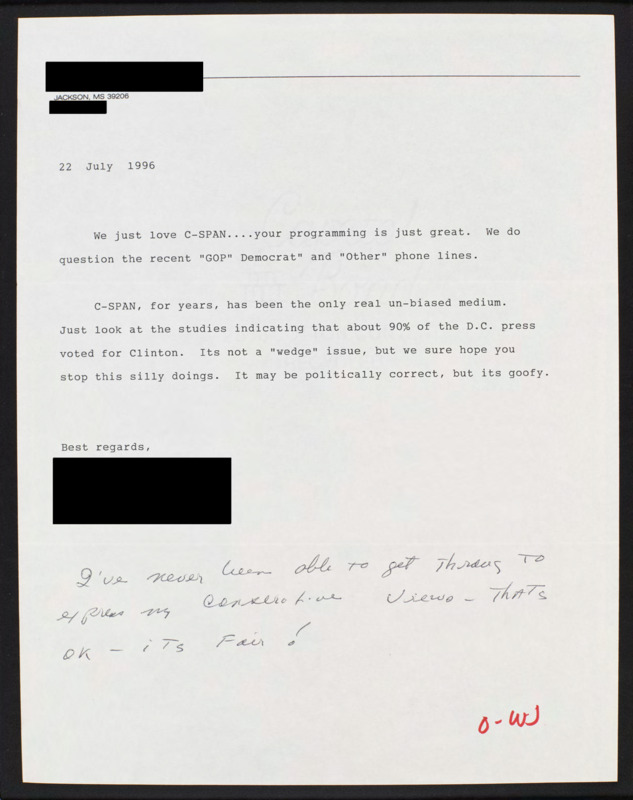 JACKSON, MS 39206
22 July 1996
We just love C-SPAN....your programming is just great. We do
question the recent "GOP" Democrat" and "Other" phone lines.
C-SPAN, for years, has been the only real un-biased medium.
Just look at the studies indicating that about 90% of the D.C. press
voted for Clinton. Its not a "wedge" issue, but we sure hope you
stop this silly doings. It may be politically correct, but its goofy.
Best regards,
I've never been able to get throug to
express my conservative views - thats
ok - its Fair!
O-WJ